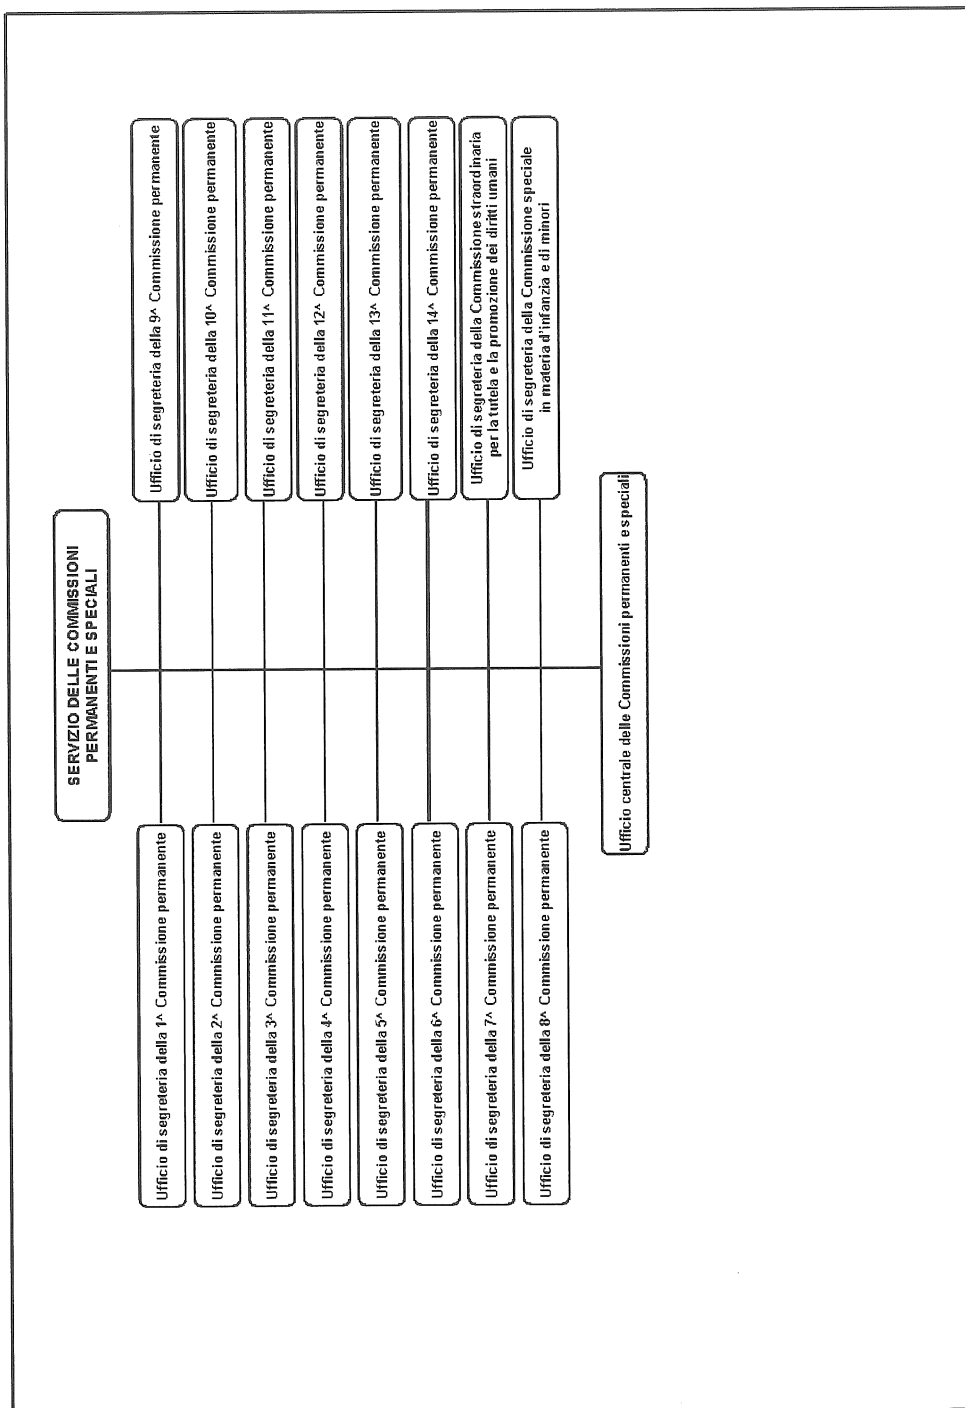 SERVIZIO DELLE COMMISSIONI
PERMANENTI E SPECIALI
Ufficio di segreteria della 1^ Commissione permanente
Ufficio di segreteria della 2^ Commissione permanente
Ufficio di segreteria della 3^ Commissione permanente
Ufficio di segreteria della 4^ Commissione permanente
Ufficio di segreteria della 5^ Commissione permanente
Ufficio di segreteria della 6^ Commissione permanente
Ufficio di segreteria della 7^ Commissione permanente
Ufficio di segreteria della 8^ Commissione permanente
Ufficio di segreteria della 9^ Commissione permanente
Ufficio di segreteria della 10^ Commissione permanente
Ufficio di segreteria della 11^ Commissione permanente
Ufficio di segreteria della 12^ Commissione permanente
Ufficio di segreteria della 13^ Commissione permanente
Ufficio di segreteria della 14^ Commissione permanente
Ufficio di segreteria della Commissione straordinaria
per la tutela e la promozione dei diritti umani
Ufficio di segreteria della Commissione speciale
in materia d'infanzia e di minori
Ufficio centrale delle Commissioni permanenti e speciali